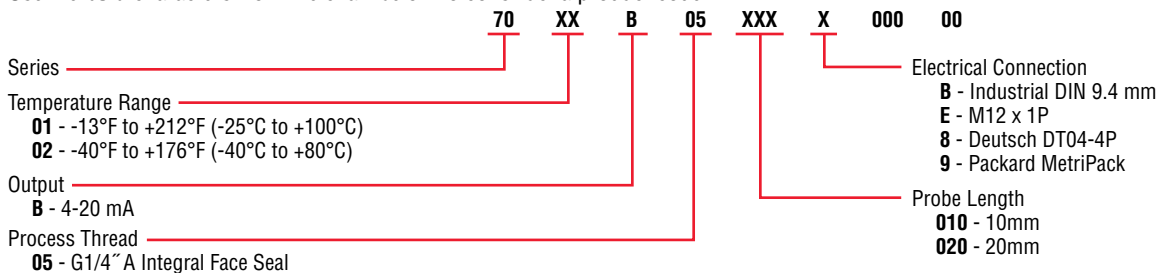 70 XX B 05 XXX X 000 00
Series
Temperature Range
01 - -13°F to +212°F (-25°C to +100°C)
02 - -40°F to +176°F (-40°C to +80°C)
Output
B - 4-20 mA
Process Thread
05 - G1/4˝ A Integral Face Seal
Electrical Connection
B - Industrial DIN 9.4 mm
E - M12 x 1P
8 - Deutsch DT04-4P
9 - Packard MetriPack
Probe Length
010 - 10mm
020 - 20mm